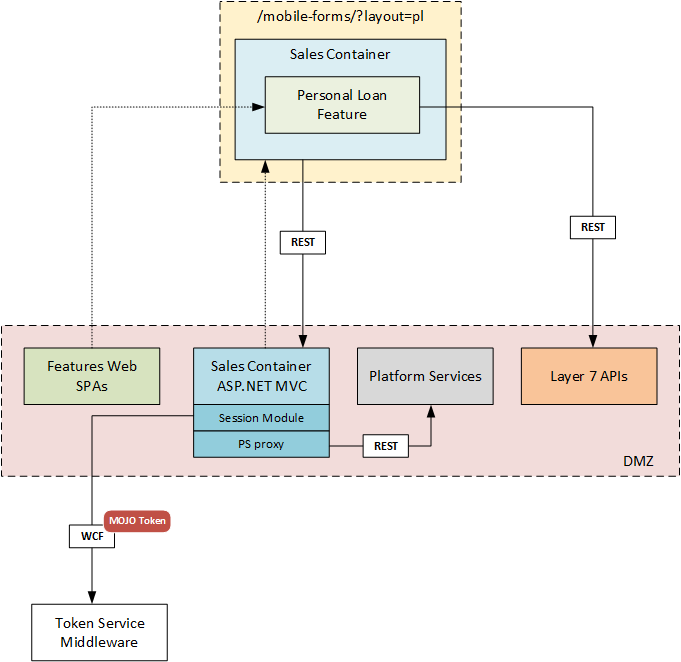 /mobile-forms/?layout=pl
Sales Container
Personal Loan
Feature
REST
REST
Features Web
SPAs
Sales Container
ASP.NET MVC
Session Module
PS proxy
REST
Platform Services
Layer 7 APIs
DMZ
MOJO Token
WCF
Token Service
Middleware